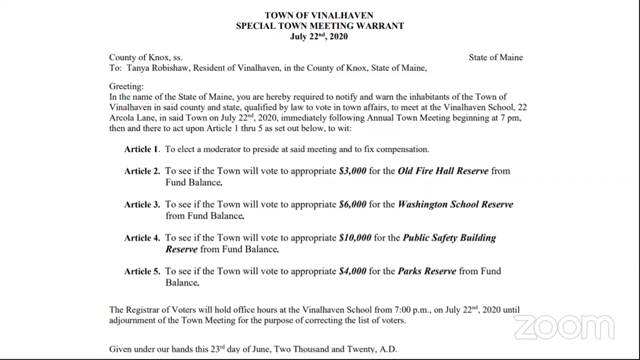 TOWN OF VINALHAVEN
SPECIAL TOWN MEETING WARRANT
July 22nd, 2020
County of Knox, ss. State of Maine
To: Tanya Robishaw, Resident of Vinalhaven, in the County of Knox, State of Maine,
Greeting:
In the name of the State of Maine, you are hereby required to notify and warn the inhabitants of the Town of
Vinalhaven in said county and state, qualified by law to vote in town affairs, to meet at the Vinalhaven School, 22
Arcola Lane, in said Town on July 22nd, 2020, immediately following Annual Town Meeting beginning at 7 pm,
then and there to act upon Article 1 thru 5 as set out below, to wit:
Article 1. To elect a moderator to preside at said meeting and to fix compensation.
Article 2. To see if the Town will vote to appropriate $3,000 for the Old Fire Hall Reserve from
Fund Balance.
Article 3. To see if the Town will vote to appropriate $6,000 for the Washington School Reserve
from Fund Balance.
Article 4. To see if the Town will vote to appropriate $10,000 for the Public Safety Building
Reserve from Fund Balance.
Article 5. To see if the Town will vote to appropriate $4,000 for the Parks Reserve from Fund
Balance.
The Registrar of Voters will hold office hours at the Vinalhaven School from 7:00 p.m., on July 22nd, 2020 until
adjournment of the Town Meeting for the purpose of correcting the list of voters.
Given under our hands this 23rd day of June, Two Thousand and Twenty, A.D.
zoom